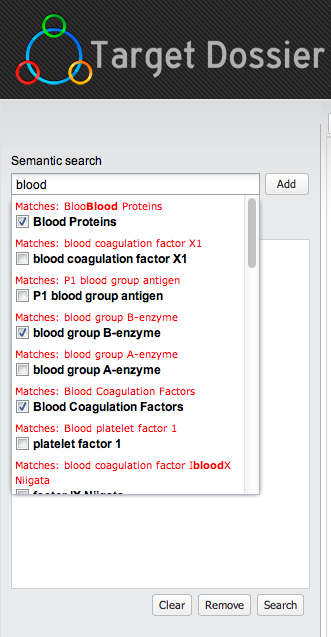 Target Dossier
Semantic search
blood
Add
Matches: BlooBlood Proteins
Blood Proteins
Matches: blood coagulation factor X1
blood coagulation factor X1
Matches: P1 blood group antigen
P1 blood group antigen
Matches: blood group B-enzyme
blood group B-enzyme
Matches: blood group A-enzyme
blood group A-enzyme
Matches: Blood Coagulation Factors
Blood Coagulation Factors
Matches: Blood platelet factor 1
platelet factor 1
Matches: blood coagulation factor IbloodX
Niigata
factor IX Niigata
Clear
Remove
Search